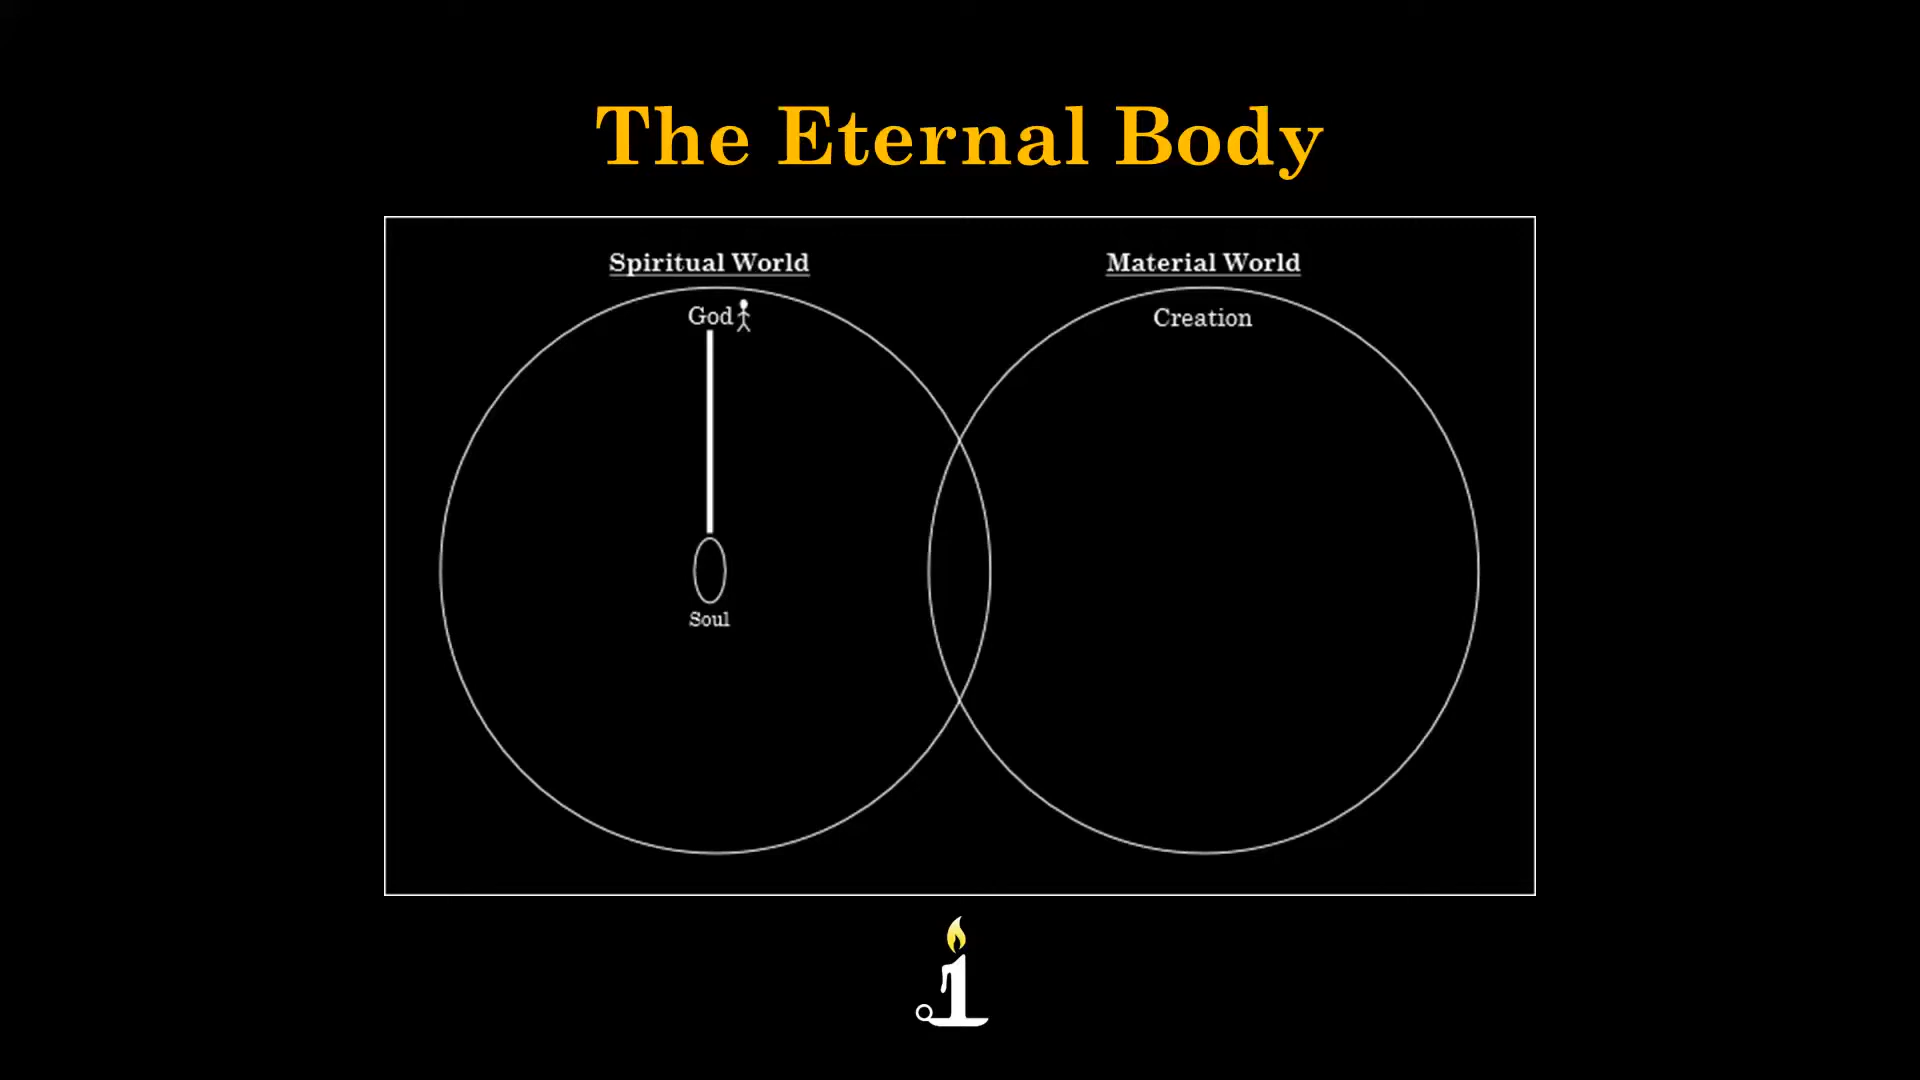 The Eternal Body
Spiritual World
Material World
God
Creation
Soul